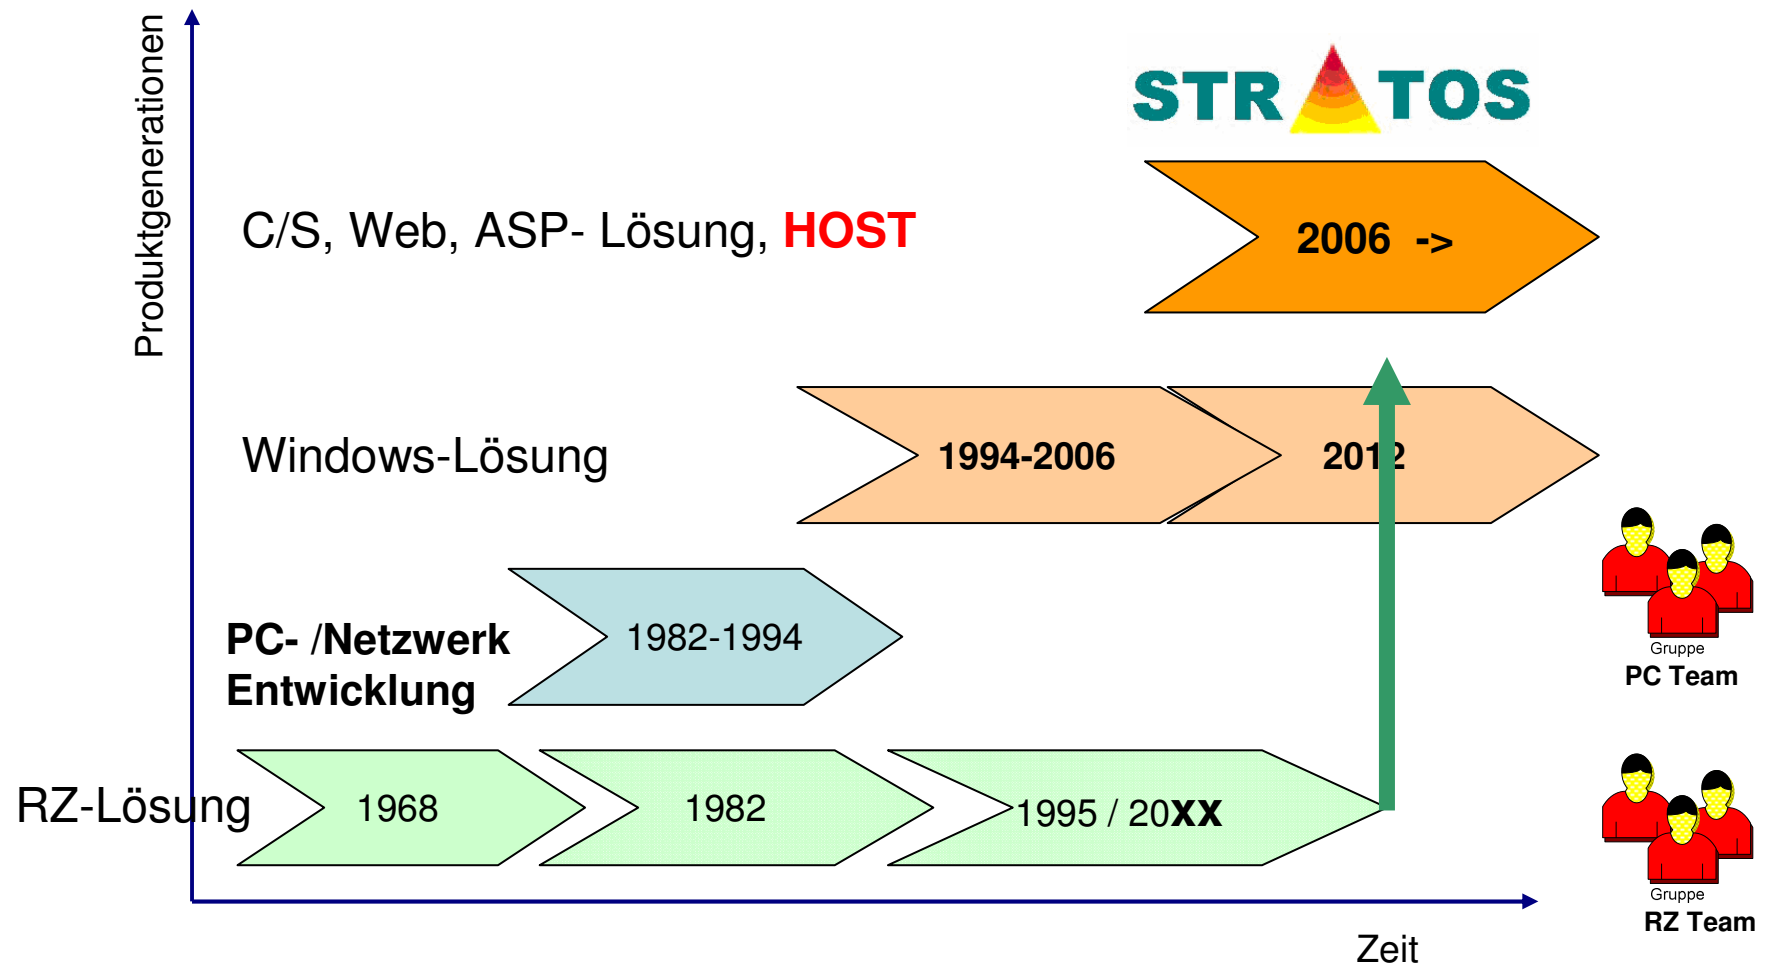 Produktgenerationen
STRATOS
C/S, Web, ASP- Lösung, HOST
2006 ->
Windows-Lösung
1994-2006
2012
PC- /Netzwerk
Entwicklung
1982-1994
Gruppe
PC Team
RZ-Lösung
1968
1982
1995 / 20XX
Gruppe
RZ Team
Zeit